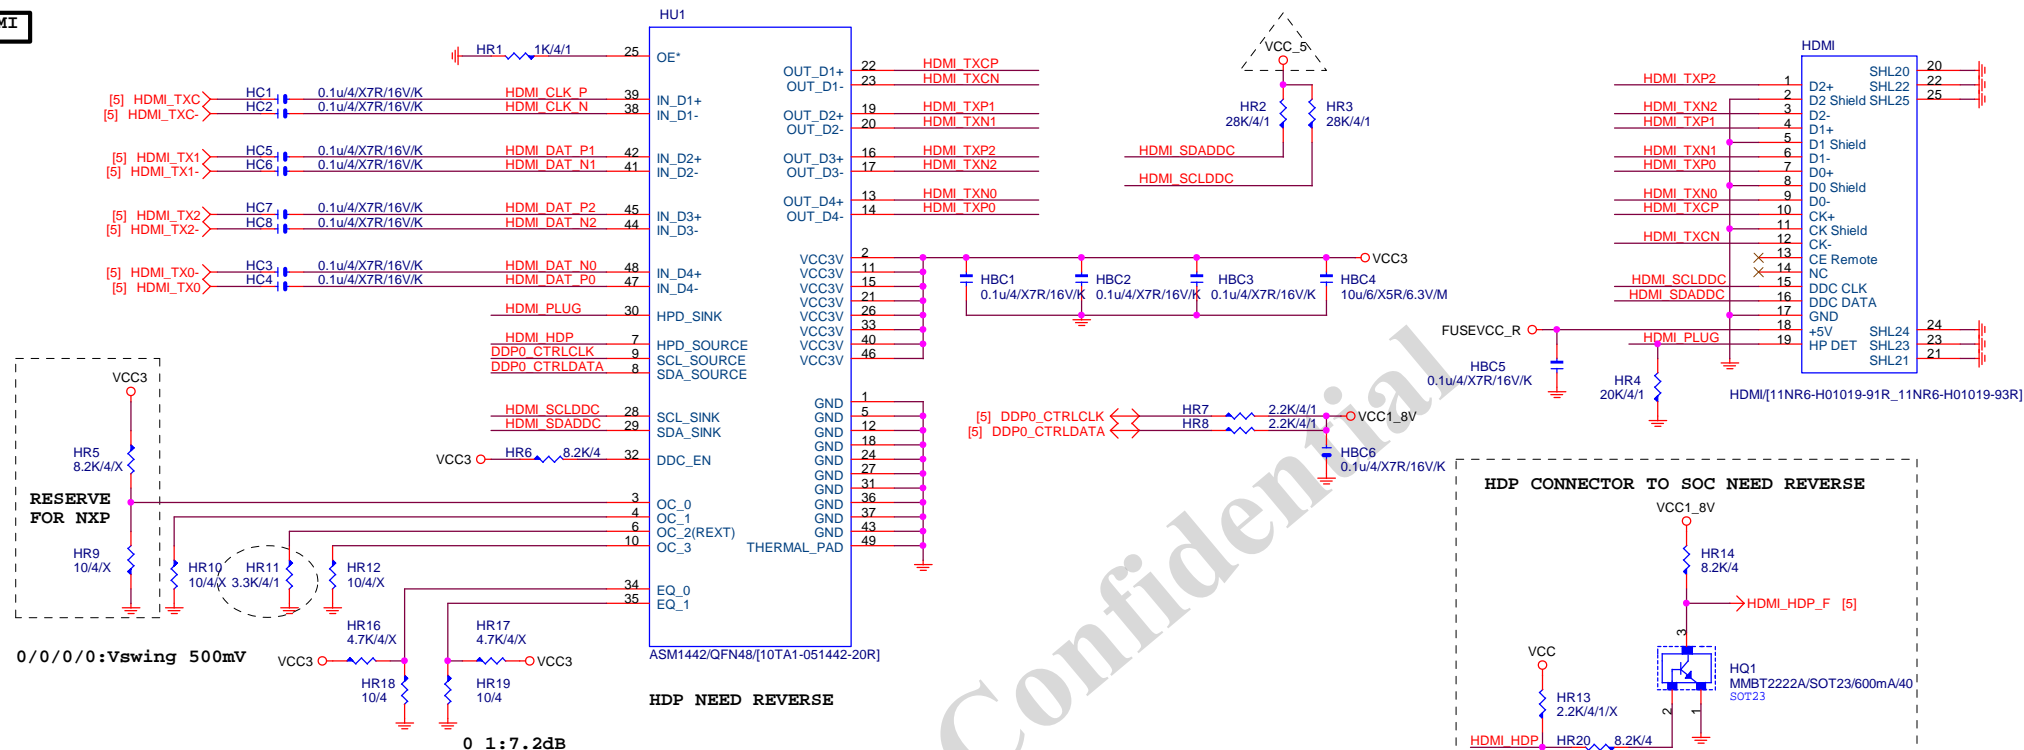 MI
HU1
HR1 1K/4/1 25 OE*
[5] HDMI_TXC HC1 0.1u/4/X7R/16V/K HDMI_CLK_P 39 IN_D1+
[5] HDMI_TXC- HC2 0.1u/4/X7R/16V/K HDMI_CLK_N 38 IN_D1-
[5] HDMI_TX1 HC5 0.1u/4/X7R/16V/K HDMI_DAT_P1 42 IN_D2+
[5] HDMI_TX1- HC6 0.1u/4/X7R/16V/K HDMI_DAT_N1 41 IN_D2-
[5] HDMI_TX2 HC7 0.1u/4/X7R/16V/K HDMI_DAT_P2 45 IN_D3+
[5] HDMI_TX2- HC8 0.1u/4/X7R/16V/K HDMI_DAT_N2 44 IN_D3-
[5] HDMI_TX0- HC3 0.1u/4/X7R/16V/K HDMI_DAT_N0 48 IN_D4+
[5] HDMI_TX0 HC4 0.1u/4/X7R/16V/K HDMI_DAT_P0 47 IN_D4-
HDMI_PLUG 30 HPD_SINK
HDMI_HDP 7 HPD_SOURCE
DDP0_CTRLCLK 9 SCL_SOURCE
DDP0_CTRLDATA 8 SDA_SOURCE
HDMI_SCLDDC 28 SCL_SINK
HDMI_SDADDC 29 SDA_SINK
VCC3 HR6 8.2K/4 32 DDC_EN
3 OC_0
4 OC_1
6 OC_2(REXT)
10 OC_3
34 EQ_0
35 EQ_1
OUT_D1+ 22 HDMI_TXCP
OUT_D1- 23 HDMI_TXCN
OUT_D2+ 19 HDMI_TXP1
OUT_D2- 20 HDMI_TXN1
OUT_D3+ 16 HDMI_TXP2
OUT_D3- 17 HDMI_TXN2
OUT_D4+ 13 HDMI_TXN0
OUT_D4- 14 HDMI_TXP0
VCC3V 2
VCC3V 11
VCC3V 15
VCC3V 21
VCC3V 26
VCC3V 33
VCC3V 40
VCC3V 46
GND 1
GND 5
GND 12
GND 18
GND 24
GND 27
GND 31
GND 36
GND 37
GND 43
THERMAL_PAD 49
ASM1442/QFN48/[10TA1-051442-20R]
HDP NEED REVERSE
VCC3
HR5
8.2K/4/X
RESERVE
FOR NXP
HR9
10/4/X
HR10
10/4/X
HR11
3.3K/4/1
HR12
10/4/X
0/0/0/0:Vswing 500mV
HR16
4.7K/4/X
HR17
4.7K/4/X
VCC3
VCC3
HR18
10/4
HR19
10/4
0 1:7.2dB
VCC_5
HR2
28K/4/1
HR3
28K/4/1
HDMI_SDADDC
HDMI_SCLDDC
VCC3
HBC1
0.1u/4/X7R/16V/K
HBC2
0.1u/4/X7R/16V/K
HBC3
0.1u/4/X7R/16V/K
HBC4
10u/6/X5R/6.3V/M
[5] DDP0_CTRLCLK HR7 2.2K/4/1 VCC1_8V
[5] DDP0_CTRLDATA HR8 2.2K/4/1
HBC6
0.1u/4/X7R/16V/K
HDMI
HDMI_TXP2 1 D2+
2 D2 Shield
HDMI_TXN2 3 D2-
HDMI_TXP1 4 D1+
5 D1 Shield
HDMI_TXN1 6 D1-
HDMI_TXP0 7 D0+
8 D0 Shield
HDMI_TXN0 9 D0-
HDMI_TXCP 10 CK+
11 CK Shield
HDMI_TXCN 12 CK-
13 CE Remote
14 NC
HDMI_SCLDDC 15 DDC CLK
HDMI_SDADDC 16 DDC DATA
17 GND
FUSEVCC_R 18 +5V
HDMI_PLUG 19 HP DET
SHL20 20
SHL22 22
SHL25 25
SHL24 24
SHL23 23
SHL21 21
HBC5
0.1u/4/X7R/16V/K
HR4
20K/4/1
HDMI/[11NR6-H01019-91R_11NR6-H01019-93R]
HDP CONNECTOR TO SOC NEED REVERSE
VCC1_8V
HR14
8.2K/4
HDMI_HDP_F [5]
3
HQ1
MMBT2222A/SOT23/600mA/40
SOT23
2
1
VCC
HR13
2.2K/4/1/X
HDMI_HDP HR20 8.2K/4
Confidential